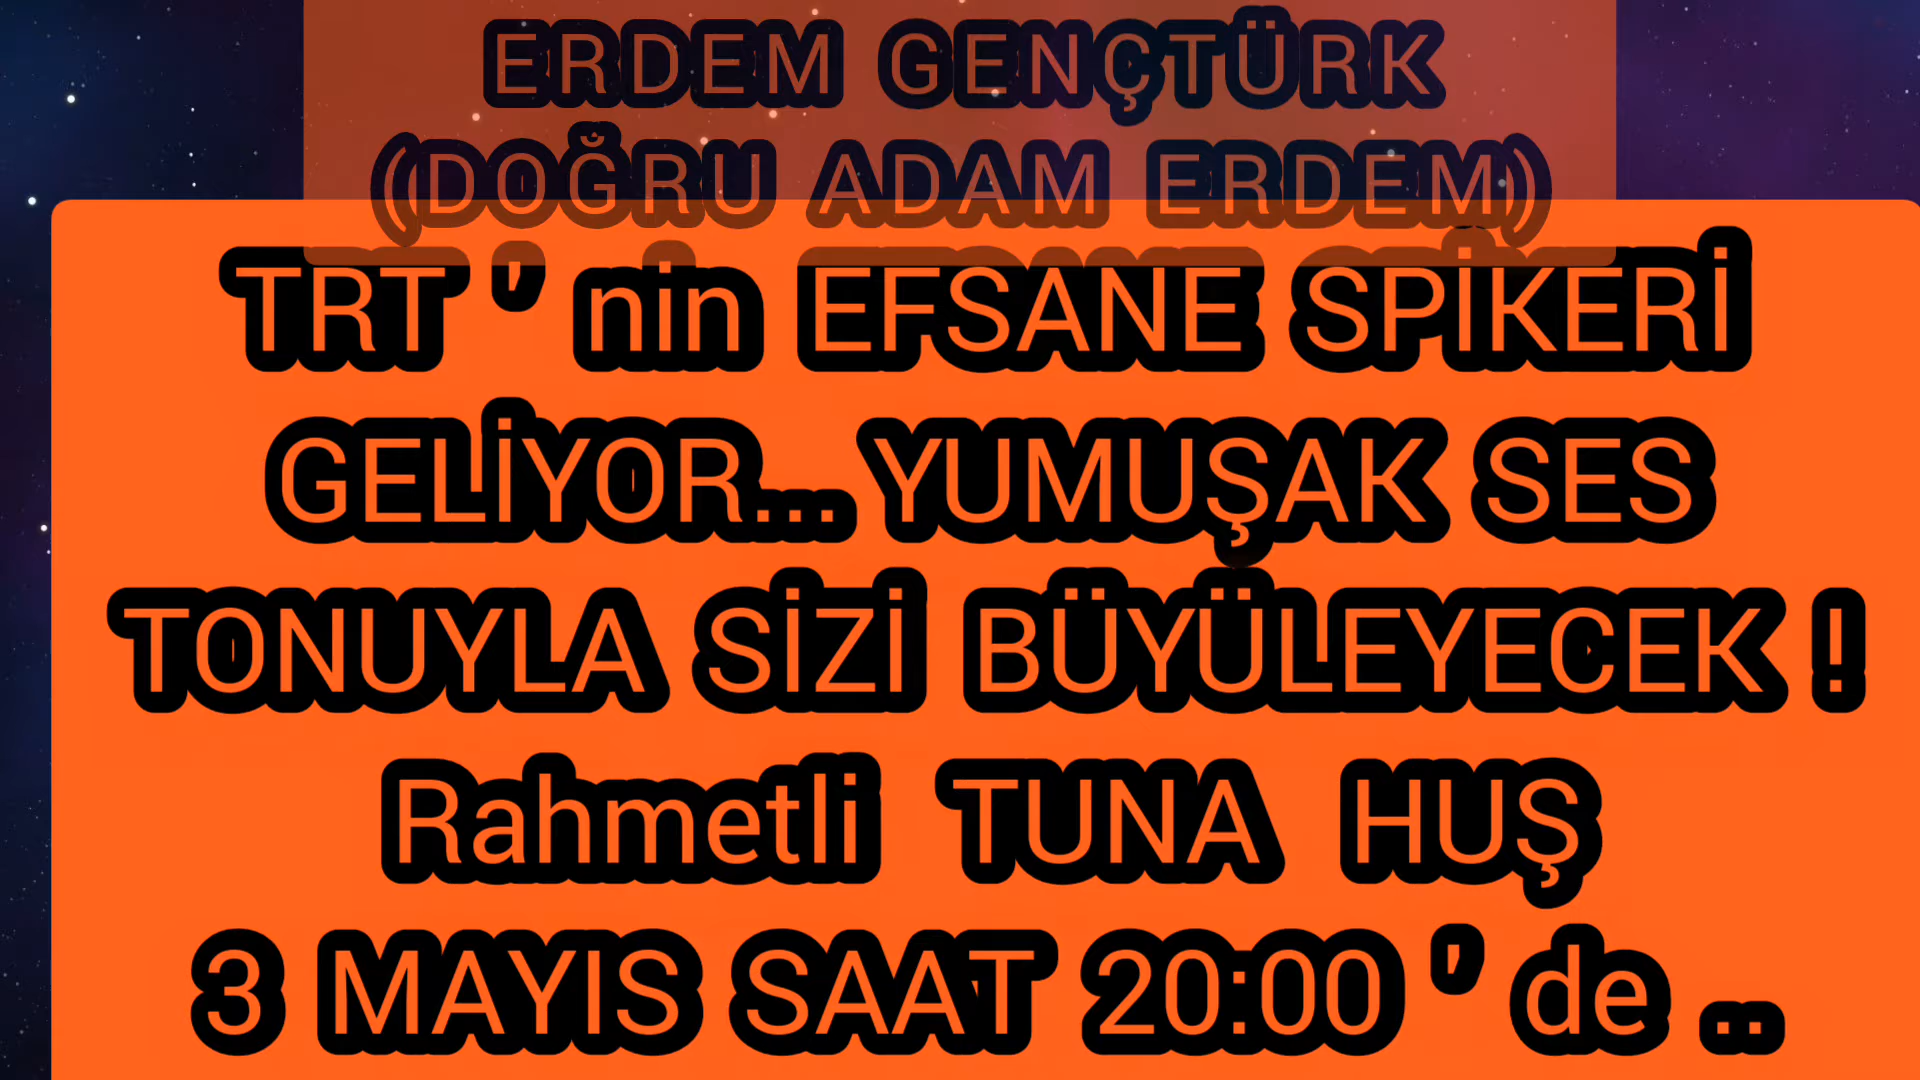 ERDEM GENÇTÜRK
(DOĞRU ADAM ERDEM)
TRT ' nin EFSANE SPİKERİ
GELİYOR... YUMUŞAK SES
TONUYLA SİZİ BÜYÜLEYECEK !
Rahmetli TUNA HUŞ
3 MAYIS SAAT 20:00 ' de ..